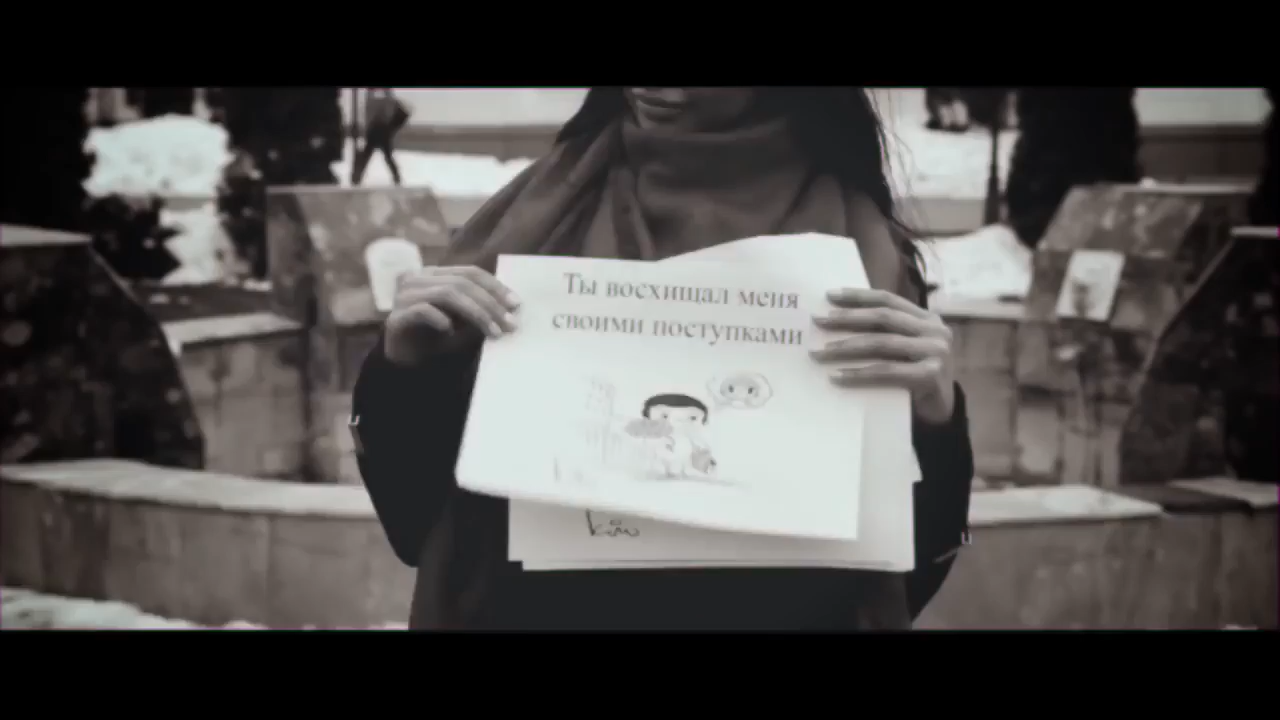 Ты восхищал меня
своими поступками